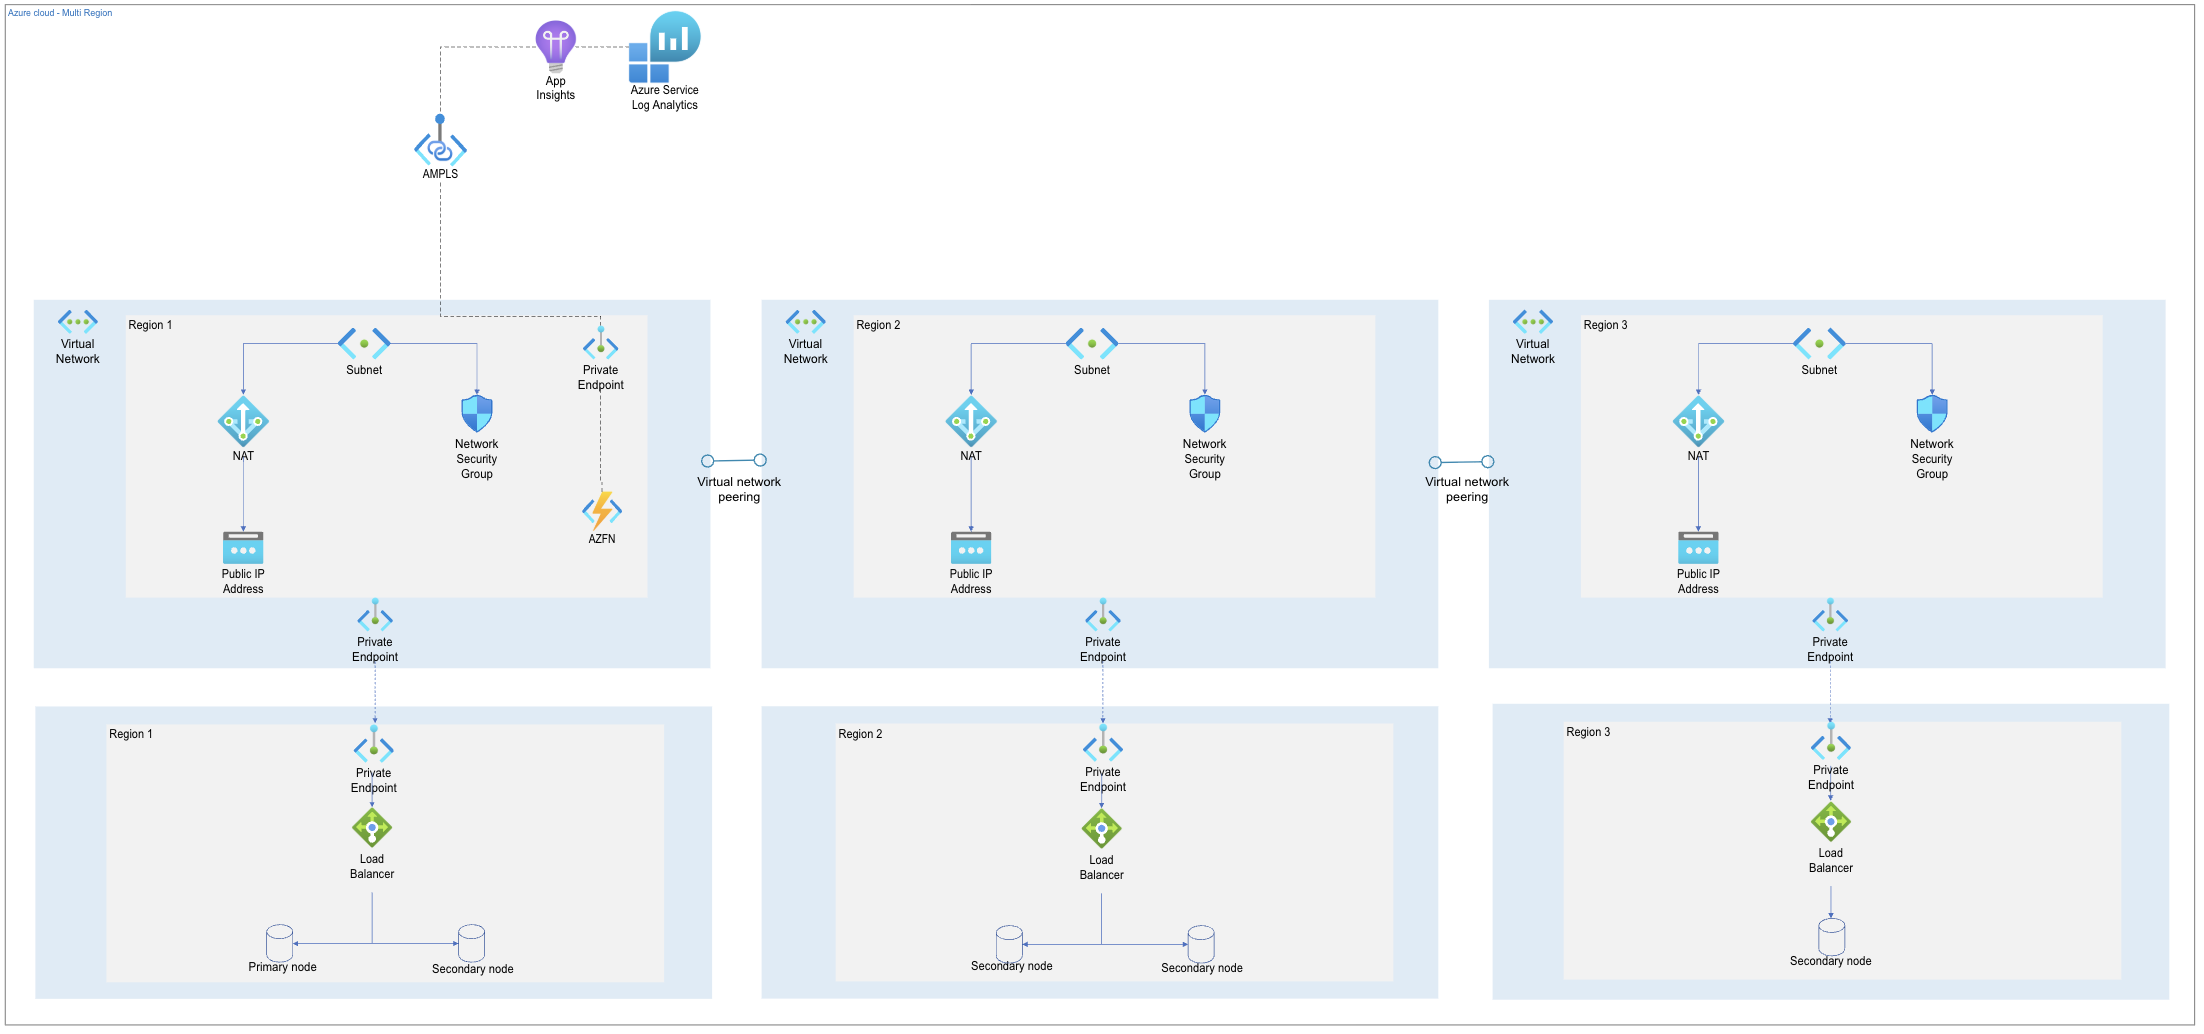 Azure cloud - Multi Region
App
Insights
Azure Service
Log Analytics
AMPLS
Virtual
Network
Region 1
Subnet
Private
Endpoint
NAT
Network
Security
Group
AZFN
Public IP
Address
Private
Endpoint
Virtual network
peering
Virtual
Network
Region 2
Subnet
NAT
Network
Security
Group
Public IP
Address
Private
Endpoint
Virtual network
peering
Virtual
Network
Region 3
Subnet
NAT
Network
Security
Group
Public IP
Address
Private
Endpoint
Region 1
Private
Endpoint
Load
Balancer
Primary node
Secondary node
Region 2
Private
Endpoint
Load
Balancer
Secondary node
Secondary node
Region 3
Private
Endpoint
Load
Balancer
Secondary node